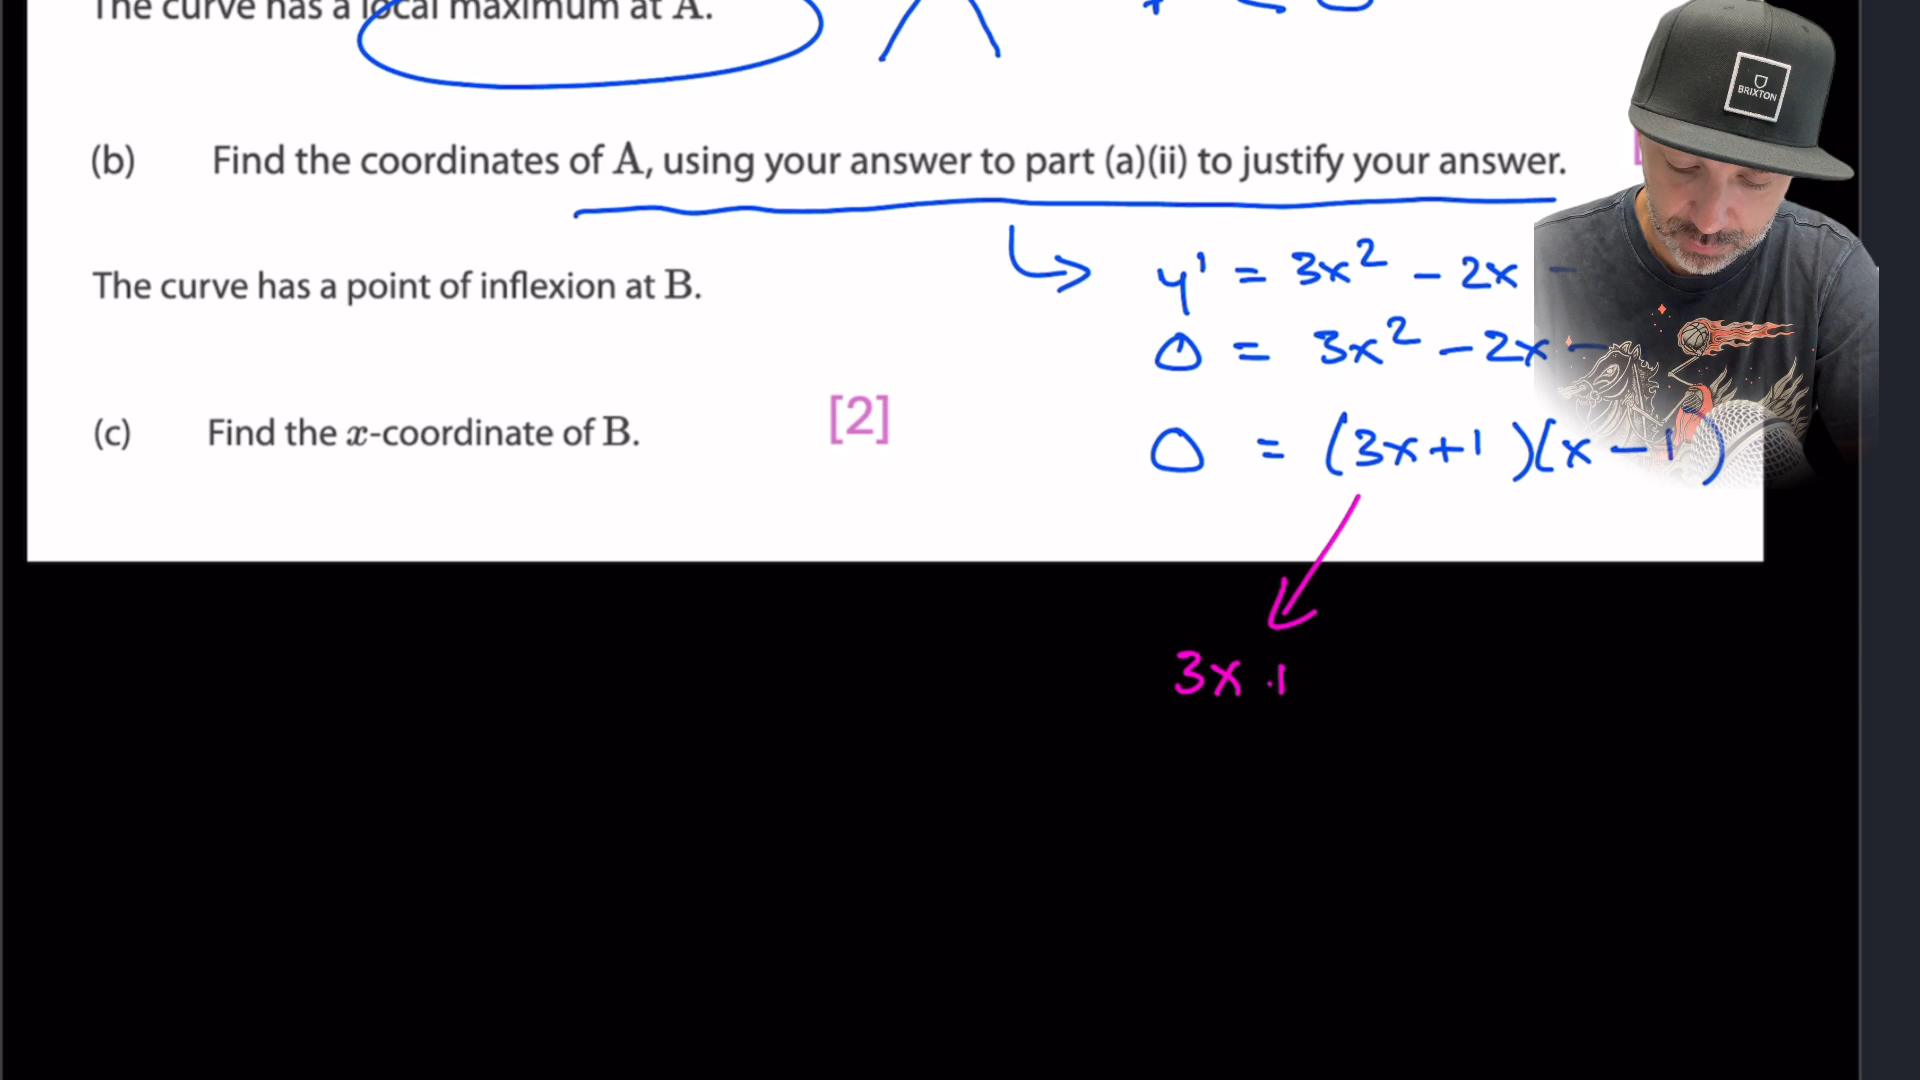 The curve has a local maximum at A.
(b) Find the coordinates of A, using your answer to part (a)(ii) to justify your answer.
BRIXTON
y' = 3x² - 2x -
The curve has a point of inflexion at B.
0 = 3x² - 2x -
(c) Find the x-coordinate of B. [2]
0 = (3x+1)(x-1)
3x